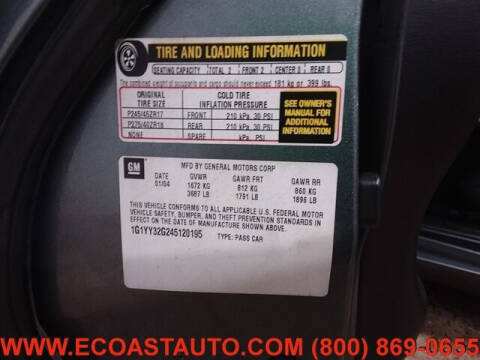 TIRE AND LOADING INFORMATION
SEATING CAPACITY TOTAL 2 FRONT 2 CENTER 0 REAR 0
The combined weight of occupants and cargo should never exceed 181 kg or 399 lbs.
ORIGINAL TIRE SIZE COLD TIRE INFLATION PRESSURE
P245/45ZR17 FRONT 210 kPa, 30 PSI
P275/40ZR18 REAR 210 kPa, 30 PSI
NONE SPARE kPa, PSI
SEE OWNER'S
MANUAL FOR
ADDITIONAL
INFORMATION
GM
MFD BY GENERAL MOTORS CORP
DATE GVWR GAWR FRT GAWR RR
01/04 1672 KG 812 KG 860 KG
3687 LB 1791 LB 1896 LB
THIS VEHICLE CONFORMS TO ALL APPLICABLE U.S. FEDERAL MOTOR
VEHICLE SAFETY, BUMPER, AND THEFT PREVENTION STANDARDS IN
EFFECT ON THE DATE OF MANUFACTURE SHOWN ABOVE.
1G1YY32G245120195 TYPE: PASS CAR
WWW.ECOASTAUTO.COM (800) 869-0655